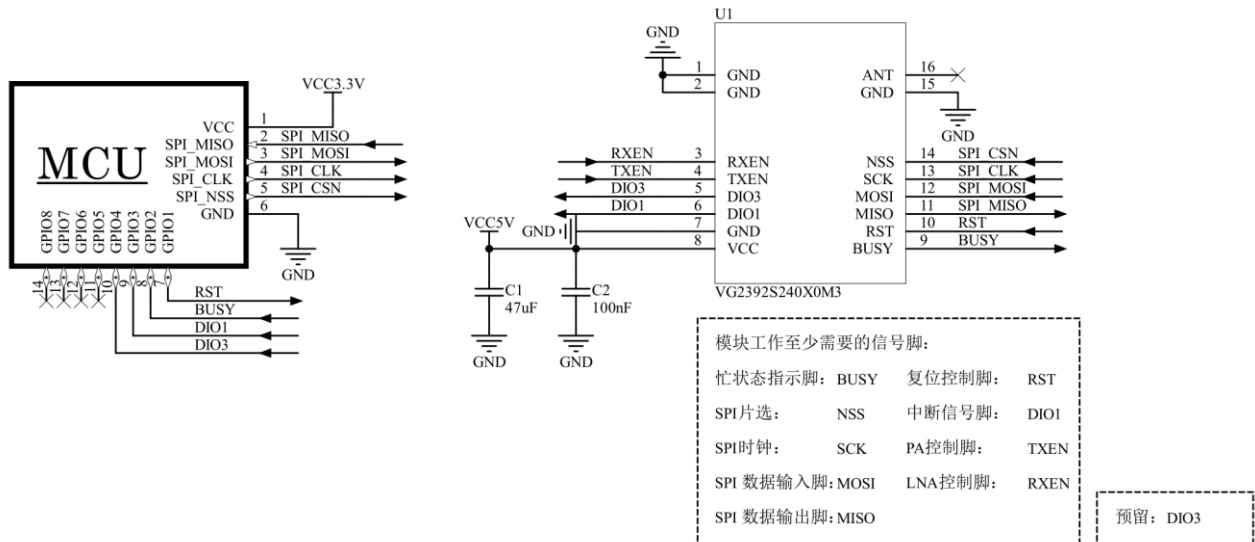 VCC3.3V
MCU
VCC 1
SPI_MISO 2 SPI_MISO
SPI_MOSI 3 SPI_MOSI
SPI_CLK 4 SPI_CLK
SPI_NSS 5 SPI_CSN
GND 6
GND
GPIO8 GPIO7 GPIO6 GPIO5 GPIO4 GPIO3 GPIO2 GPIO1
14 13 12 11 10 9 8 7
RST
BUSY
DIO1
DIO3
U1
GND
1 GND ANT 16
2 GND GND 15
GND
RXEN 3 RXEN NSS 14 SPI_CSN
TXEN 4 TXEN SCK 13 SPI_CLK
DIO3 5 DIO3 MOSI 12 SPI_MOSI
DIO1 6 DIO1 MISO 11 SPI_MISO
GND 7 GND RST 10 RST
VCC5V 8 VCC BUSY 9 BUSY
VG2392S240X0M3
C1
47uF
GND
C2
100nF
GND
模块工作至少需要的信号脚：
忙状态指示脚：BUSY 复位控制脚： RST
SPI片选： NSS 中断信号脚： DIO1
SPI时钟： SCK PA控制脚： TXEN
SPI 数据输入脚：MOSI LNA控制脚： RXEN
SPI 数据输出脚：MISO
预留：DIO3